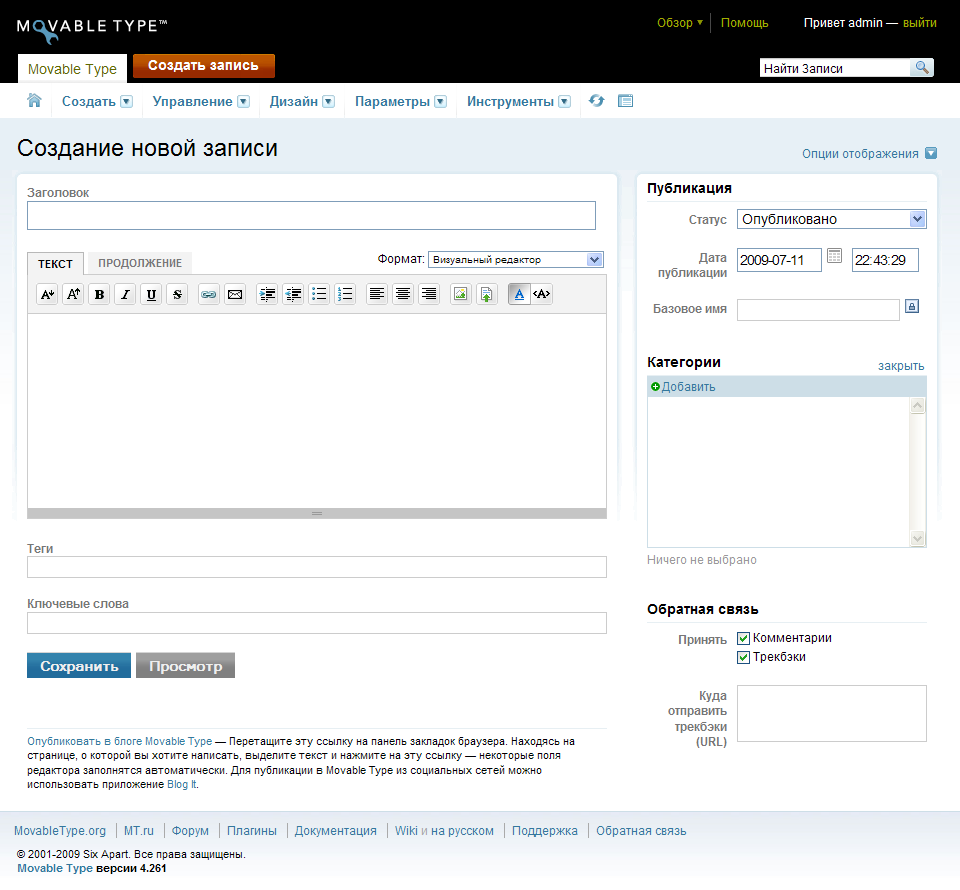 MOVABLE TYPE™
Обзор Помощь Привет admin — выйти
Movable Type Создать запись
Найти Записи
Создать Управление Дизайн Параметры Инструменты
Создание новой записи
Опции отображения
Заголовок
ТЕКСТ ПРОДОЛЖЕНИЕ Формат: Визуальный редактор
A A B I U S A <A>
Теги
Ключевые слова
Сохранить Просмотр
Опубликовать в блоге Movable Type — Перетащите эту ссылку на панель закладок браузера. Находясь на
странице, о которой вы хотите написать, выделите текст и нажмите на эту ссылку — некоторые поля
редактора заполнятся автоматически. Для публикации в Movable Type из социальных сетей можно
использовать приложение Blog It.
Публикация
Статус Опубликовано
Дата
публикации 2009-07-11 22:43:29
Базовое имя
Категории закрыть
Добавить
Ничего не выбрано
Обратная связь
Принять Комментарии
Трекбэки
Куда
отправить
трекбэки
(URL)
MovableType.org MT.ru Форум Плагины Документация Wiki и на русском Поддержка Обратная связь
© 2001-2009 Six Apart. Все права защищены.
Movable Type версии 4.261